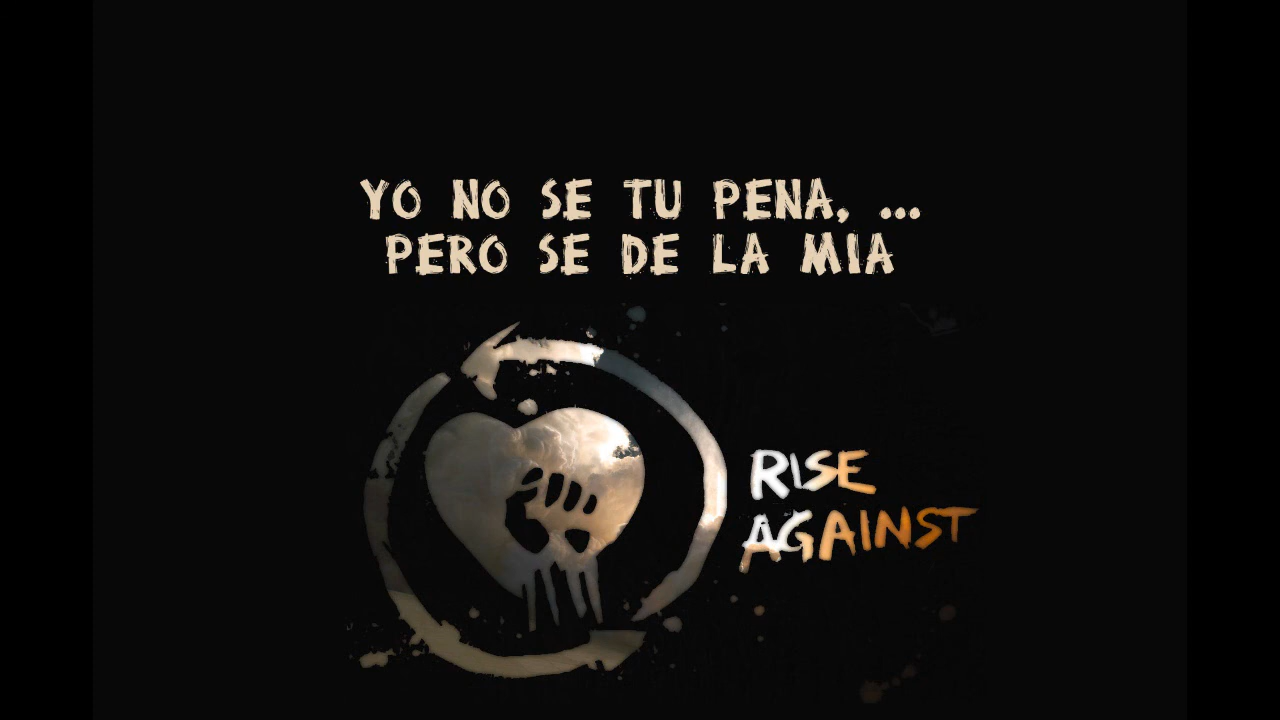 YO NO SE TU PENA, ...
PERO SE DE LA MIA
RISE
AGAINST